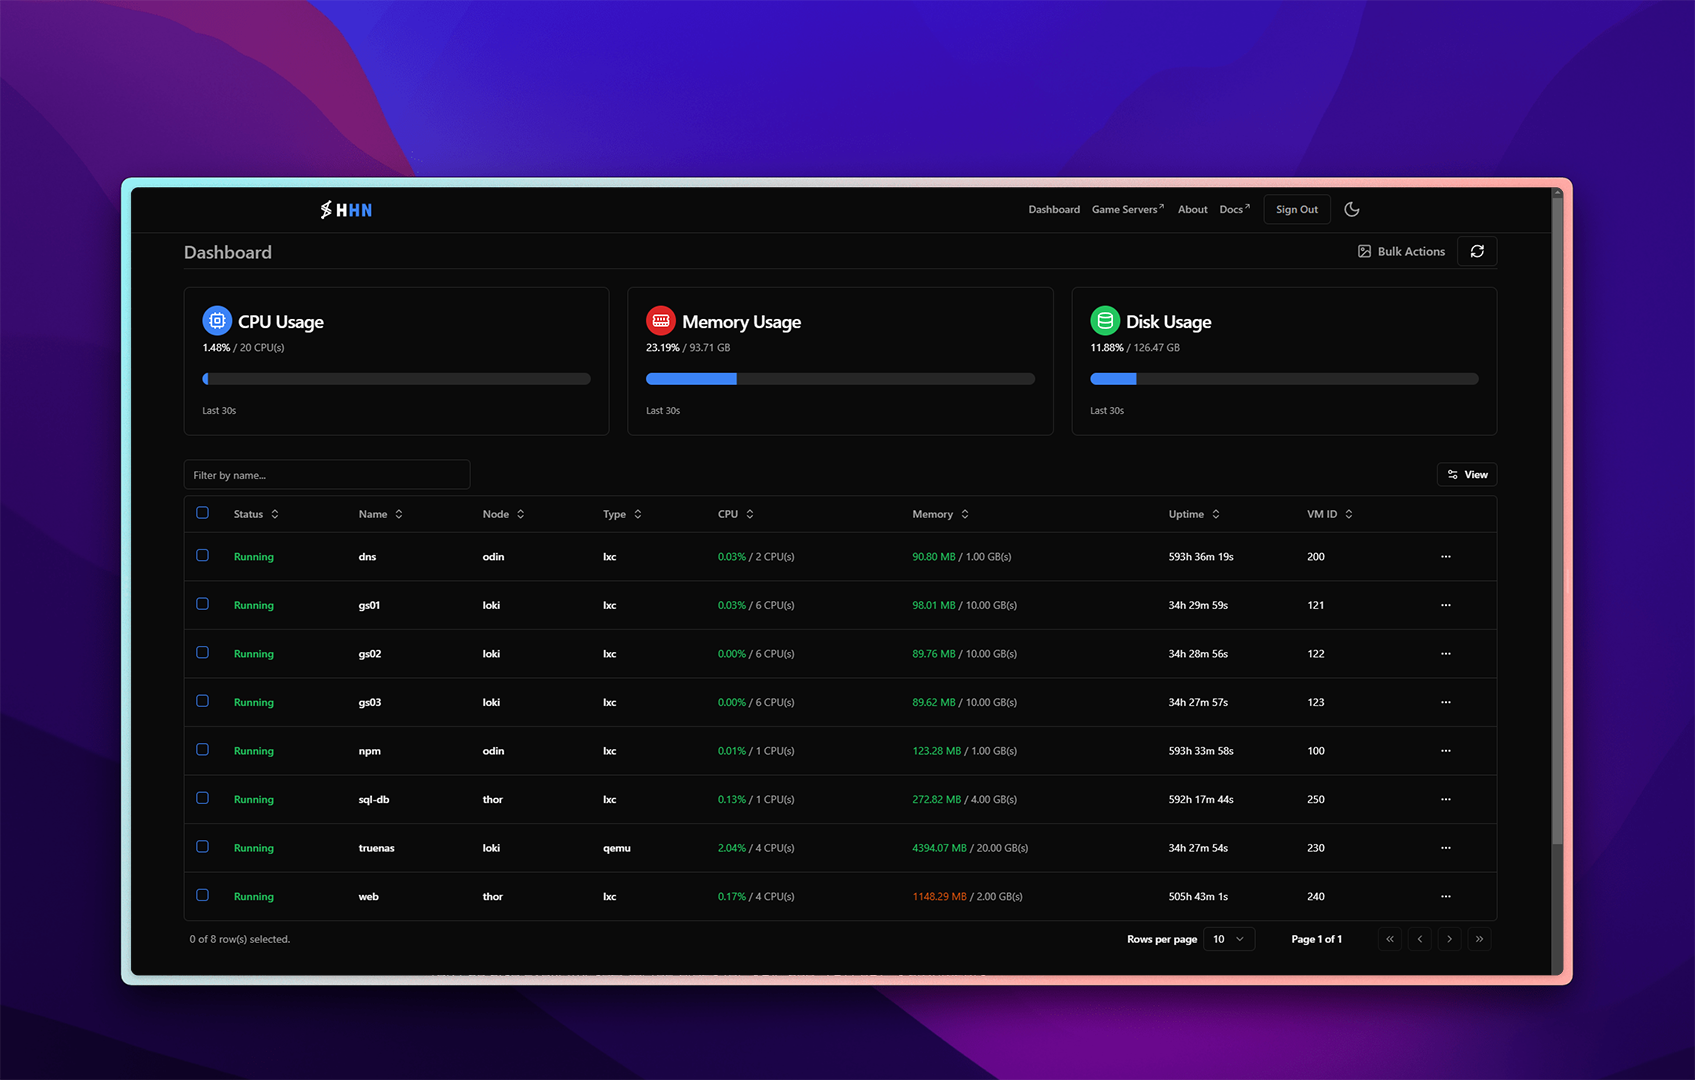 HHN
Dashboard Game Servers↗ About Docs↗ Sign Out
Dashboard
Bulk Actions
CPU Usage
1.48% / 20 CPU(s)
Last 30s
Memory Usage
23.19% / 93.71 GB
Last 30s
Disk Usage
11.88% / 126.47 GB
Last 30s
Filter by name...
View
Status Name Node Type CPU Memory Uptime VM ID
Running dns odin lxc 0.03% / 2 CPU(s) 90.80 MB / 1.00 GB(s) 593h 36m 19s 200 ...
Running gs01 loki lxc 0.03% / 6 CPU(s) 98.01 MB / 10.00 GB(s) 34h 29m 59s 121 ...
Running gs02 loki lxc 0.00% / 6 CPU(s) 89.76 MB / 10.00 GB(s) 34h 28m 56s 122 ...
Running gs03 loki lxc 0.00% / 6 CPU(s) 89.62 MB / 10.00 GB(s) 34h 27m 57s 123 ...
Running npm odin lxc 0.01% / 1 CPU(s) 123.28 MB / 1.00 GB(s) 593h 33m 58s 100 ...
Running sql-db thor lxc 0.13% / 1 CPU(s) 272.82 MB / 4.00 GB(s) 592h 17m 44s 250 ...
Running truenas loki qemu 2.04% / 4 CPU(s) 4394.07 MB / 20.00 GB(s) 34h 27m 54s 230 ...
Running web thor lxc 0.17% / 4 CPU(s) 1148.29 MB / 2.00 GB(s) 505h 43m 1s 240 ...
0 of 8 row(s) selected.
Rows per page 10 Page 1 of 1 « ‹ › »